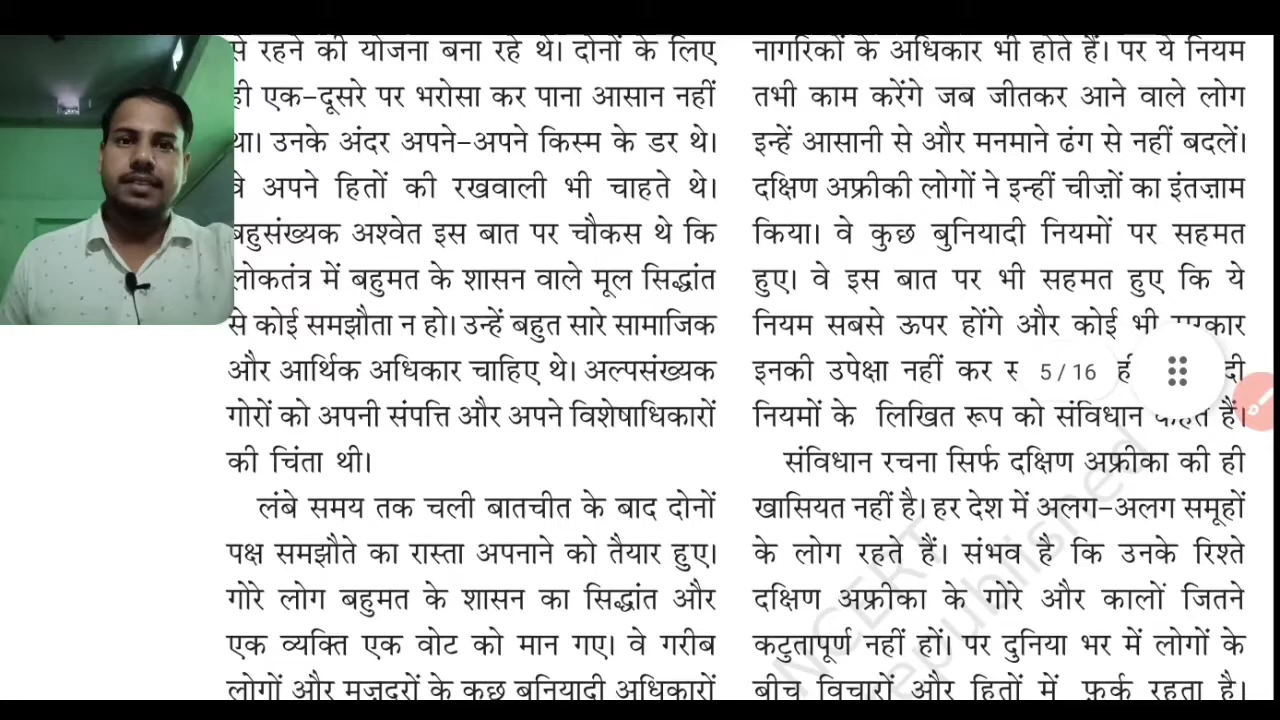 से रहने की योजना बना रहे थे। दोनों के लिए
ही एक-दूसरे पर भरोसा कर पाना आसान नहीं
था। उनके अंदर अपने-अपने किस्म के डर थे।
वे अपने हितों की रखवाली भी चाहते थे।
बहुसंख्यक अश्वेत इस बात पर चौकस थे कि
लोकतंत्र में बहुमत के शासन वाले मूल सिद्धांत
से कोई समझौता न हो। उन्हें बहुत सारे सामाजिक
और आर्थिक अधिकार चाहिए थे। अल्पसंख्यक
गोरों को अपनी संपत्ति और अपने विशेषाधिकारों
की चिंता थी।
लंबे समय तक चली बातचीत के बाद दोनों
पक्ष समझौते का रास्ता अपनाने को तैयार हुए।
गोरे लोग बहुमत के शासन का सिद्धांत और
एक व्यक्ति एक वोट को मान गए। वे गरीब
लोगों और मजदूरों के कुछ बुनियादी अधिकारों
नागरिकों के अधिकार भी होते हैं। पर ये नियम
तभी काम करेंगे जब जीतकर आने वाले लोग
इन्हें आसानी से और मनमाने ढंग से नहीं बदलें।
दक्षिण अफ्रीकी लोगों ने इन्हीं चीज़ों का इंतज़ाम
किया। वे कुछ बुनियादी नियमों पर सहमत
हुए। वे इस बात पर भी सहमत हुए कि ये
नियम सबसे ऊपर होंगे और कोई भी सरकार
इनकी उपेक्षा नहीं कर
5 / 16
नियमों के लिखित रूप को संविधान कहते हैं।
संविधान रचना सिर्फ दक्षिण अफ्रीका की ही
खासियत नहीं है। हर देश में अलग-अलग समूहों
के लोग रहते हैं। संभव है कि उनके रिश्ते
दक्षिण अफ्रीका के गोरे और कालों जितने
कटुतापूर्ण नहीं हों। पर दुनिया भर में लोगों के
बीच विचारों और हितों में फ़र्क रहता है।
NCERT
republished